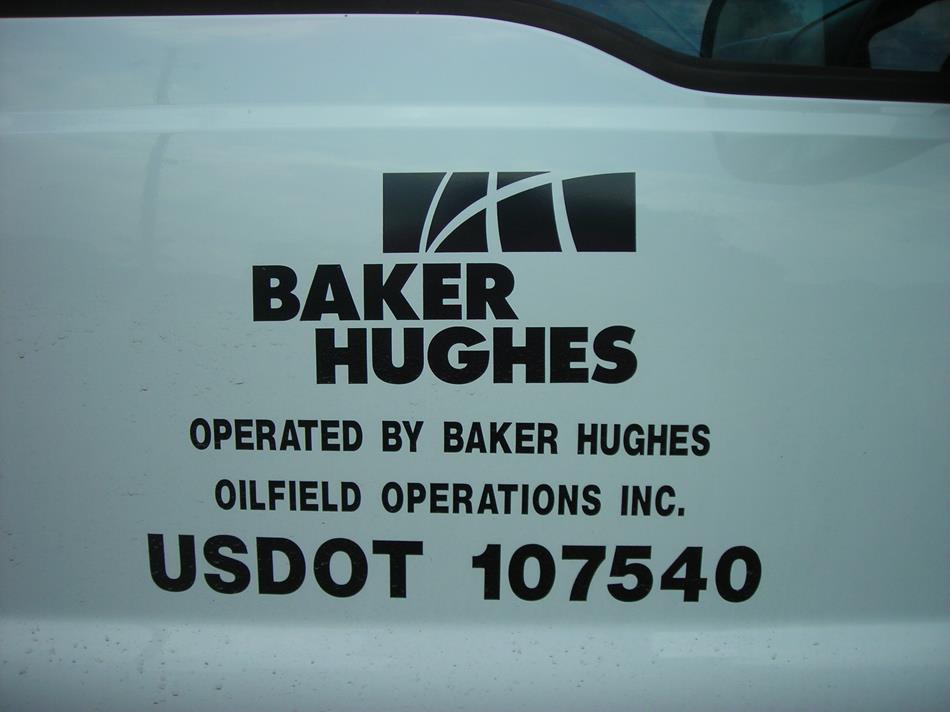 BAKER
HUGHES
OPERATED BY BAKER HUGHES
OILFIELD OPERATIONS INC.
USDOT 107540